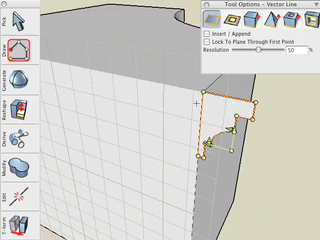 Tool Options - Vector Line
Insert / Append
Lock To Plane Through First Point
Resolution 50 %
Pick
Draw
Generate
Reshape
Derive
Modify
Edit
T-form